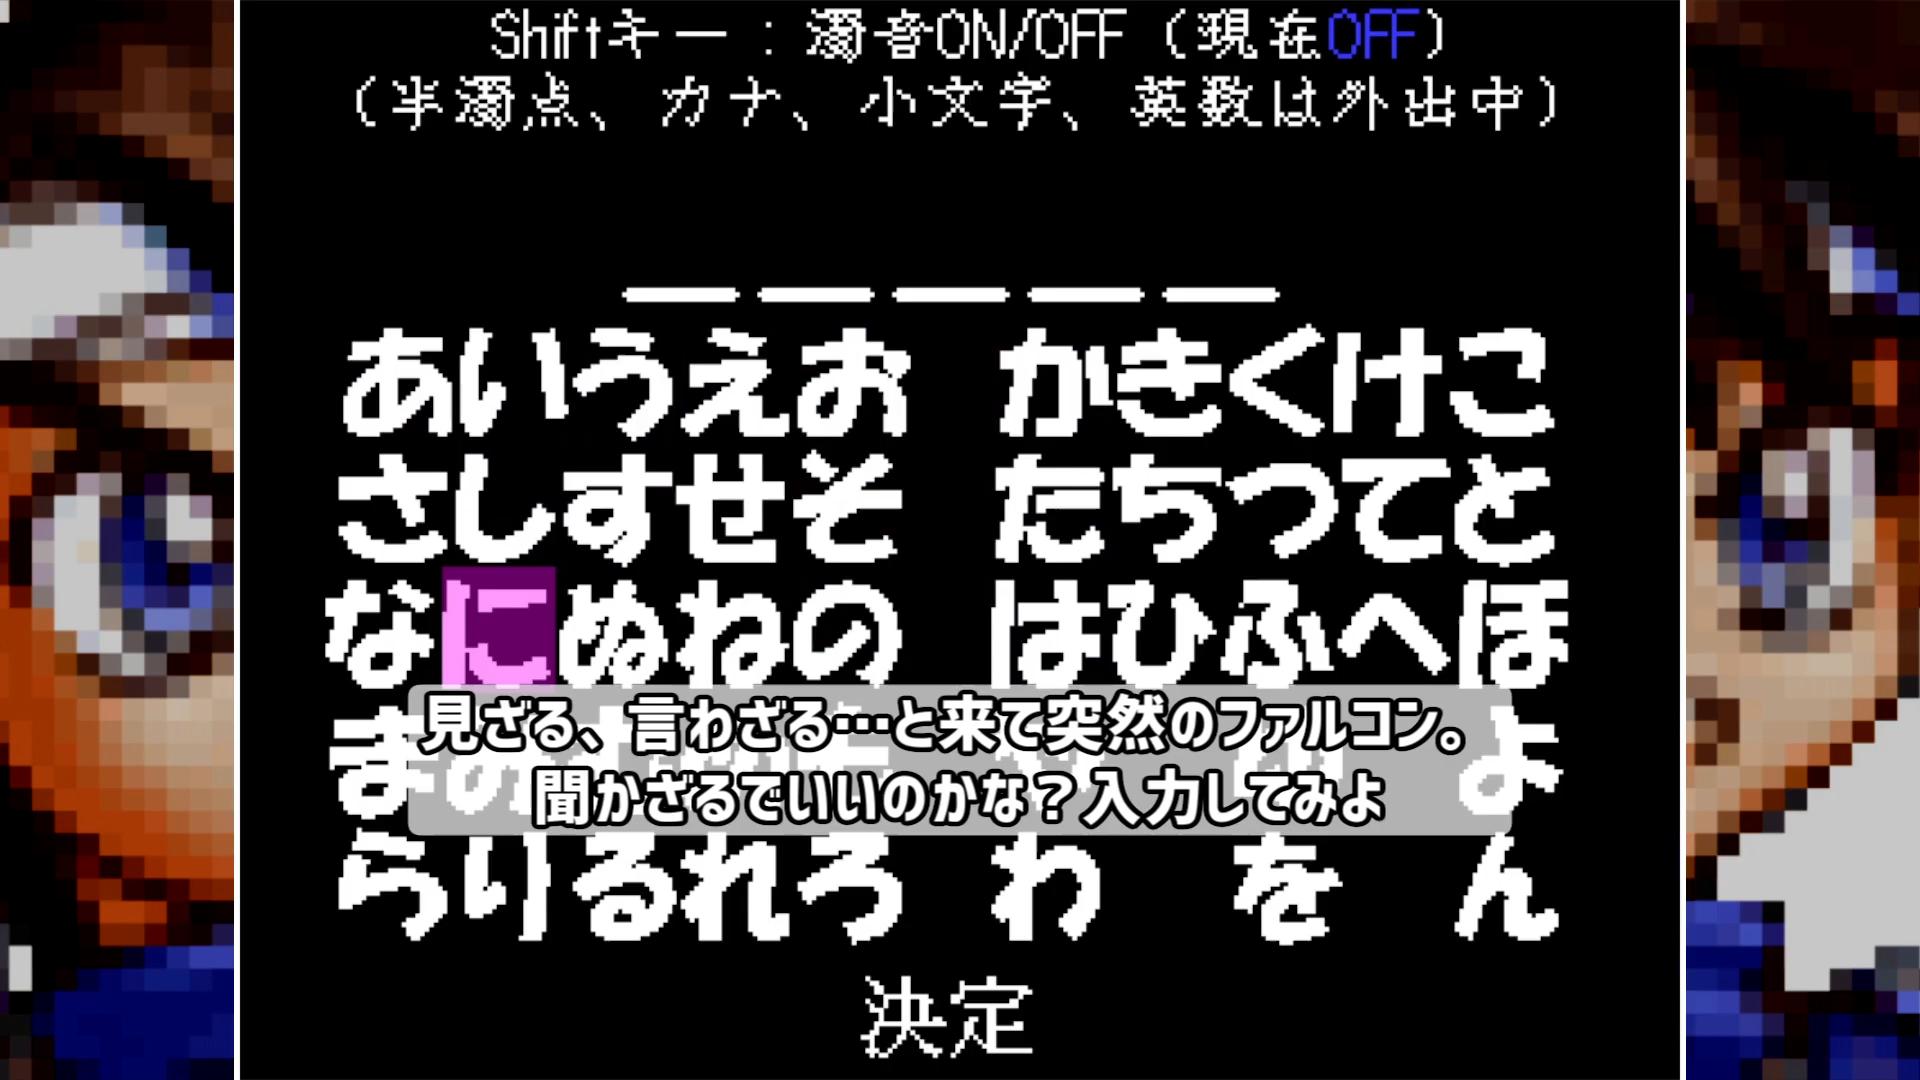 Shiftキー：濁音ON/OFF（現在OFF）
（半濁点、カナ、小文字、英数は外出中）
あいうえお かきくけこ
さしすせそ たちつてと
なにぬねの はひふへほ
見ざる、言わざる…と来て突然のファルコン。
聞かざるでいいのかな？入力してみよ
まみ よ
らりるれろ わ を ん
決定